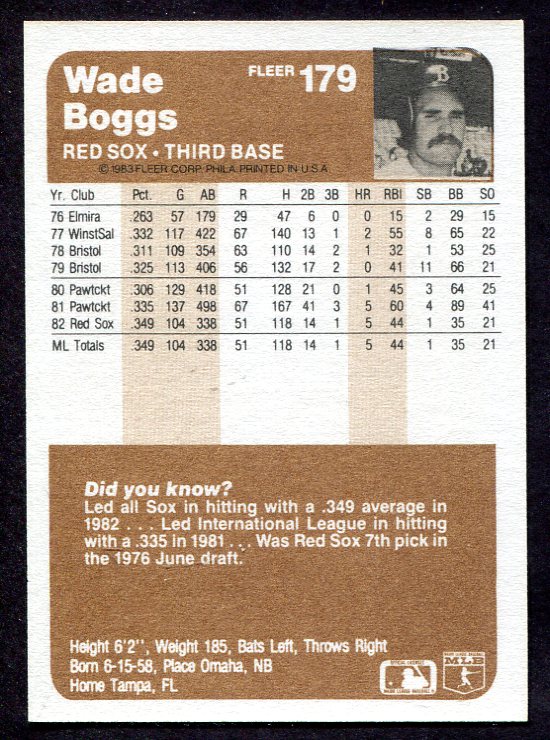 Wade
Boggs
FLEER 179
RED SOX • THIRD BASE
© 1983 FLEER CORP. PHILA. PRINTED IN U.S.A
Yr. Club Pct. G AB R H 2B 3B HR RBI SB BB SO
76 Elmira .263 57 179 29 47 6 0 0 15 2 29 15
77 WinstSal .332 117 422 67 140 13 1 2 55 8 65 22
78 Bristol .311 109 354 63 110 14 2 1 32 1 53 25
79 Bristol .325 113 406 56 132 17 2 0 41 11 66 21
80 Pawtckt .306 129 418 51 128 21 0 1 45 3 64 25
81 Pawtckt .335 137 498 67 167 41 3 5 60 4 89 41
82 Red Sox .349 104 338 51 118 14 1 5 44 1 35 21
ML Totals .349 104 338 51 118 14 1 5 44 1 35 21
Did you know?
Led all Sox in hitting with a .349 average in
1982 . . . Led International League in hitting
with a .335 in 1981 . . . Was Red Sox 7th pick in
the 1976 June draft.
Height 6'2'', Weight 185, Bats Left, Throws Right
Born 6-15-58, Place Omaha, NB
Home Tampa, FL
MLB
B